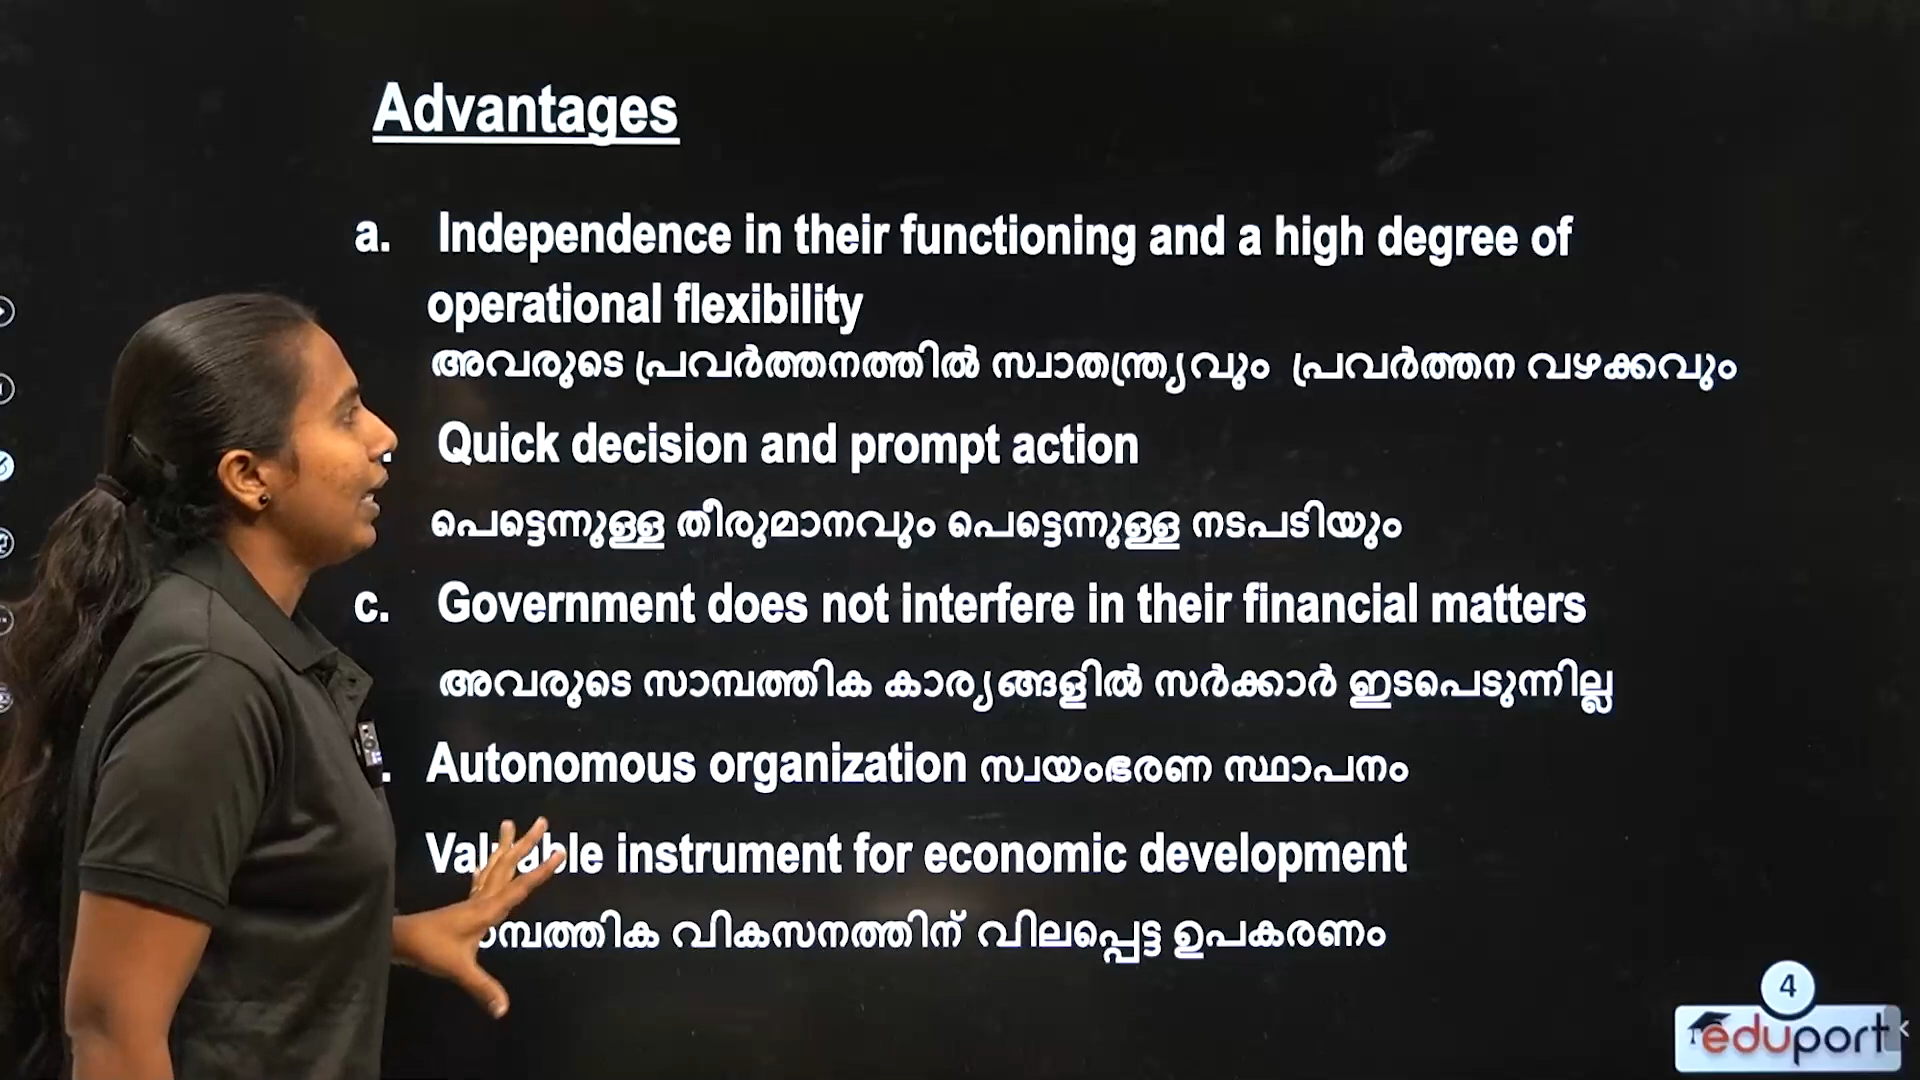 Advantages
a. Independence in their functioning and a high degree of
operational flexibility
അവരുടെ പ്രവർത്തനത്തിൽ സ്വാതന്ത്ര്യവും പ്രവർത്തന വഴക്കവും
Quick decision and prompt action
പെട്ടെന്നുള്ള തീരുമാനവും പെട്ടെന്നുള്ള നടപടിയും
c. Government does not interfere in their financial matters
അവരുടെ സാമ്പത്തിക കാര്യങ്ങളിൽ സർക്കാർ ഇടപെടുന്നില്ല
Autonomous organization സ്വയംഭരണ സ്ഥാപനം
Valuable instrument for economic development
വികസനത്തിന് വിലപ്പെട്ട ഉപകരണം
4
eduport